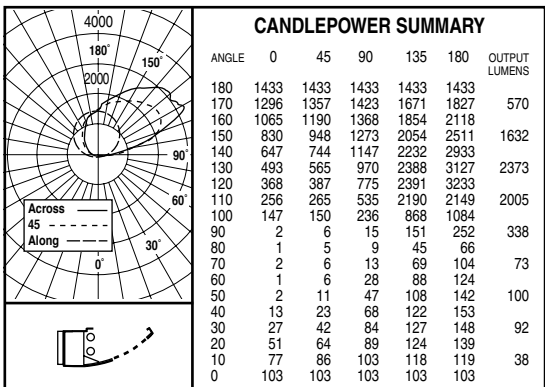 4000
180°
150°
2000
90°
60°
30°
0°
Across
45
Along
CANDLEPOWER SUMMARY
ANGLE 0 45 90 135 180 OUTPUT
LUMENS
180 1433 1433 1433 1433 1433
170 1296 1357 1423 1671 1827 570
160 1065 1190 1368 1854 2118
150 830 948 1273 2054 2511 1632
140 647 744 1147 2232 2933
130 493 565 970 2388 3127 2373
120 368 387 775 2391 3233
110 256 265 535 2190 2149 2005
100 147 150 236 868 1084
90 2 6 15 151 252 338
80 1 5 9 45 66
70 2 6 13 69 104 73
60 1 6 28 88 124
50 2 11 47 108 142 100
40 13 23 68 122 153
30 27 42 84 127 148 92
20 51 64 89 124 139
10 77 86 103 118 119 38
0 103 103 103 103 103